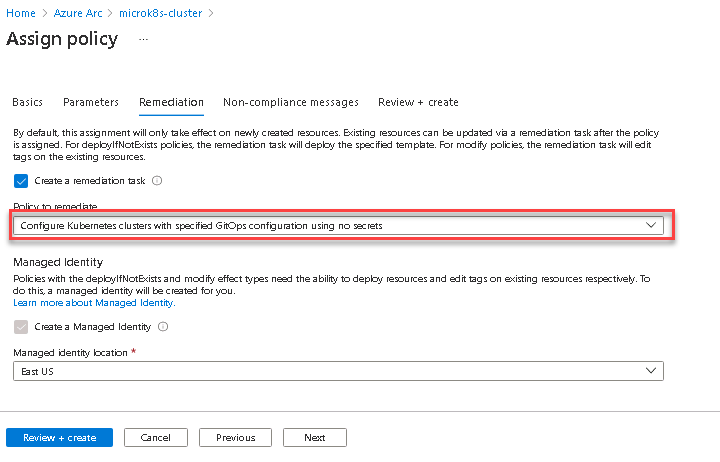 Home > Azure Arc > microk8s-cluster >
Assign policy ...
Basics Parameters Remediation Non-compliance messages Review + create
By default, this assignment will only take effect on newly created resources. Existing resources can be updated via a remediation task after the policy
is assigned. For deployIfNotExists policies, the remediation task will deploy the specified template. For modify policies, the remediation task will edit
tags on the existing resources.
Create a remediation task
Policy to remediate
Configure Kubernetes clusters with specified GitOps configuration using no secrets
Managed Identity
Policies with the deployIfNotExists and modify effect types need the ability to deploy resources and edit tags on existing resources respectively. To
do this, a managed identity will be created for you.
Learn more about Managed Identity.
Create a Managed Identity
Managed identity location *
East US
Review + create Cancel Previous Next